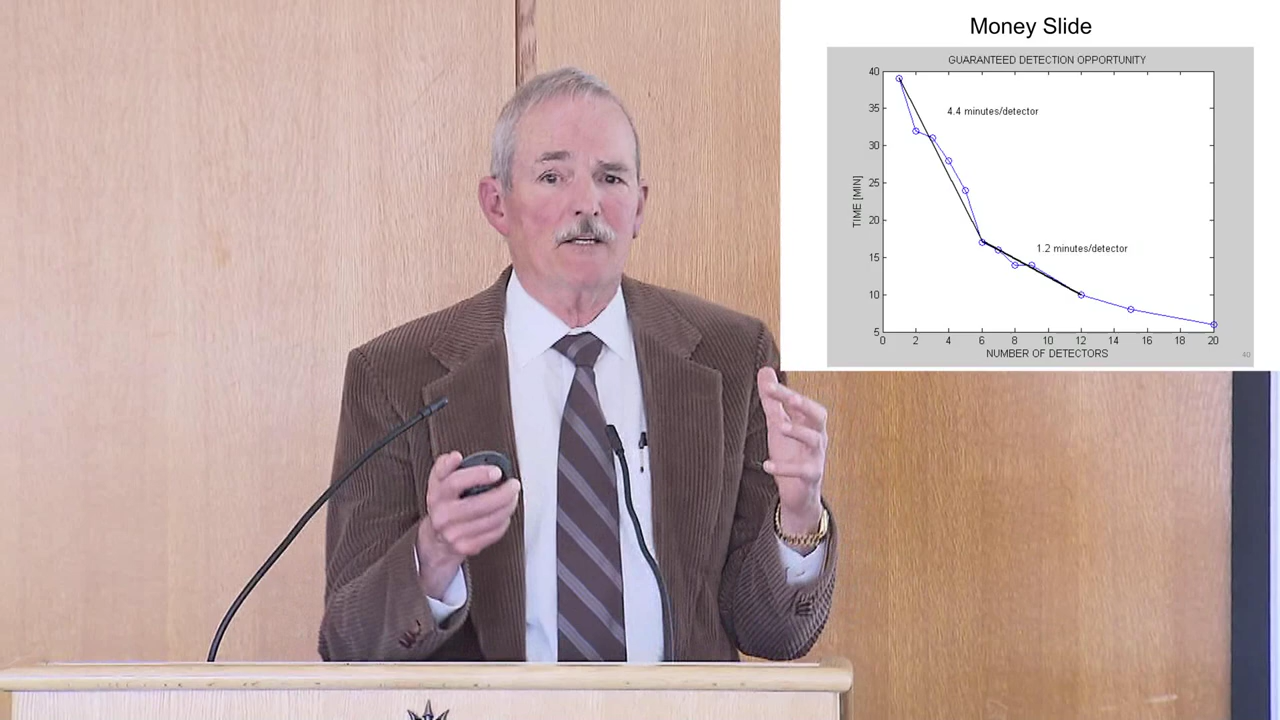 Money Slide
GUARANTEED DETECTION OPPORTUNITY
40
35
30
25
20
15
10
5
TIME [MIN]
4.4 minutes/detector
1.2 minutes/detector
0 2 4 6 8 10 12 14 16 18 20
NUMBER OF DETECTORS
40